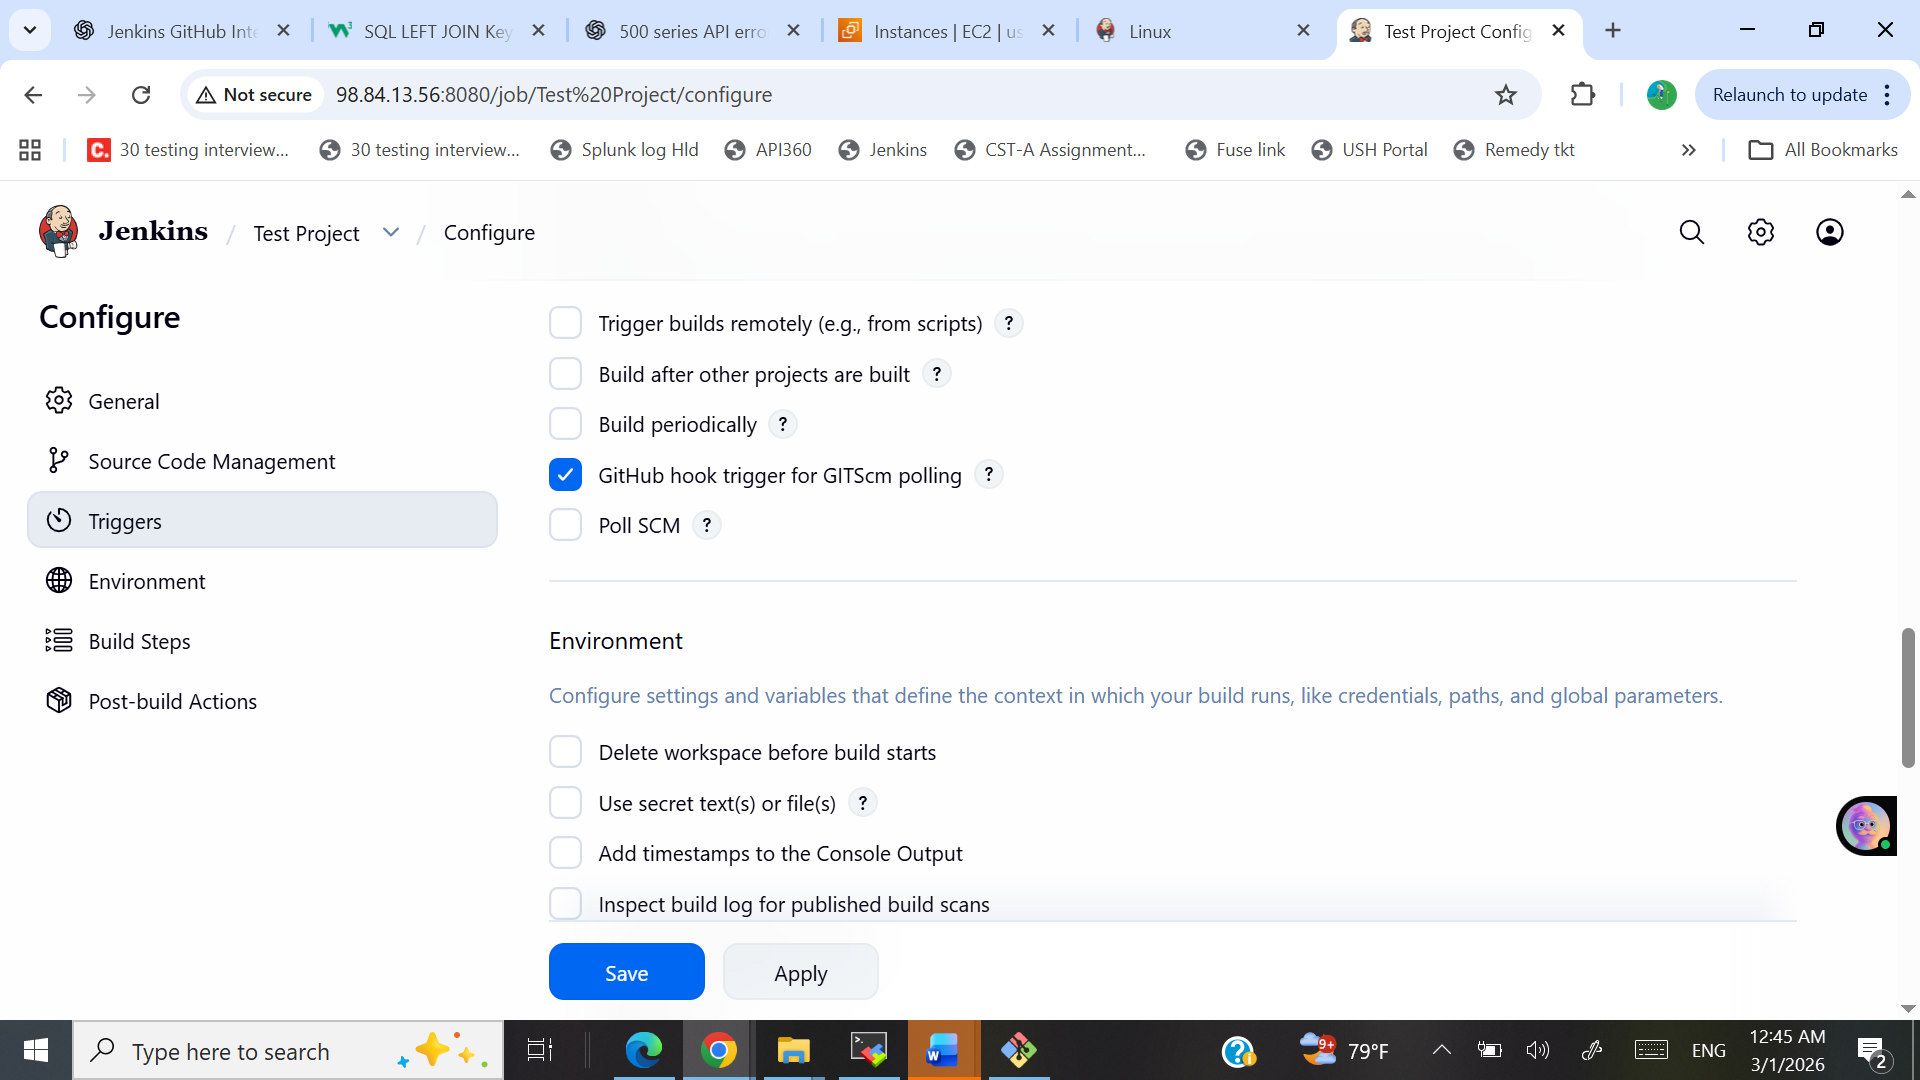 Jenkins GitHub Inte
SQL LEFT JOIN Key
500 series API erro
Instances | EC2 | us
Linux
Test Project Config
Not secure
98.84.13.56:8080/job/Test%20Project/configure
Relaunch to update
C. 30 testing interview...
30 testing interview...
Splunk log Hld
API360
Jenkins
CST-A Assignment...
Fuse link
USH Portal
Remedy tkt
»
All Bookmarks
Jenkins / Test Project / Configure
Configure
General
Source Code Management
Triggers
Environment
Build Steps
Post-build Actions
Trigger builds remotely (e.g., from scripts) ?
Build after other projects are built ?
Build periodically ?
GitHub hook trigger for GITScm polling ?
Poll SCM ?
Environment
Configure settings and variables that define the context in which your build runs, like credentials, paths, and global parameters.
Delete workspace before build starts
Use secret text(s) or file(s) ?
Add timestamps to the Console Output
Inspect build log for published build scans
Save
Apply
Type here to search
9+
79°F
ENG
12:45 AM
3/1/2026
2